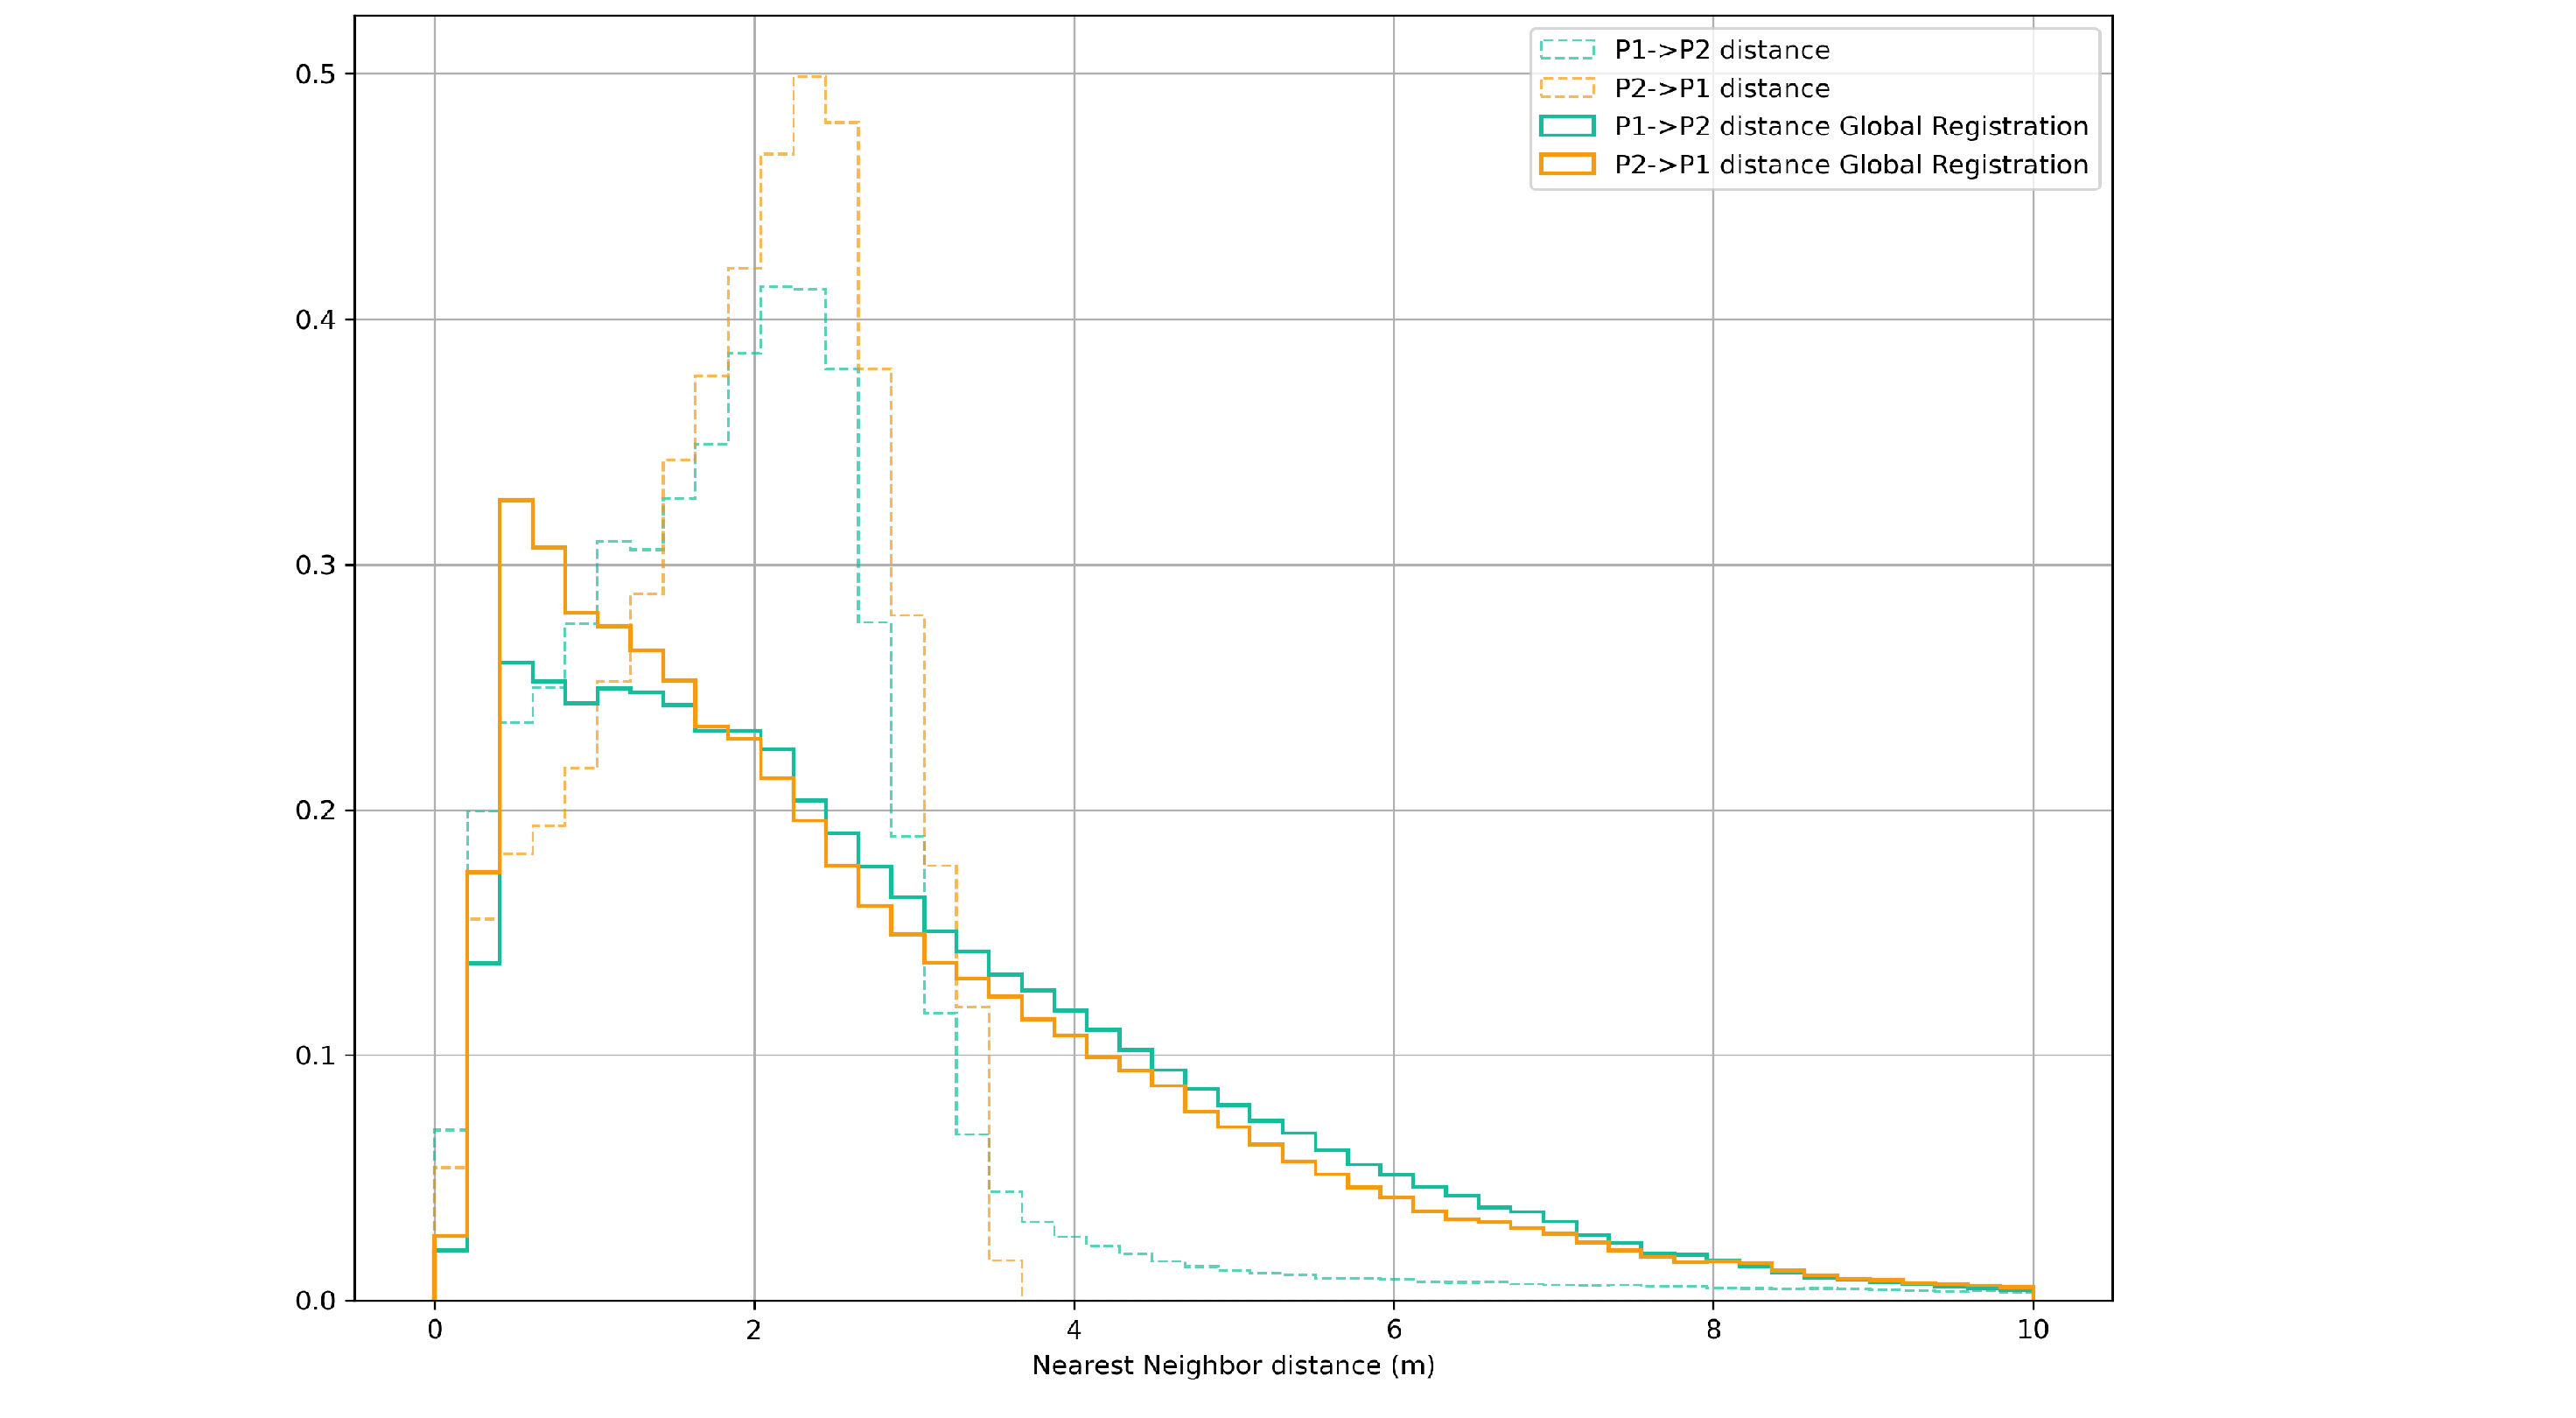 0.5
0.4
0.3
0.2
0.1
0.0
P1->P2 distance
P2->P1 distance
P1->P2 distance Global Registration
P2->P1 distance Global Registration
0 2 4 6 8 10
Nearest Neighbor distance (m)